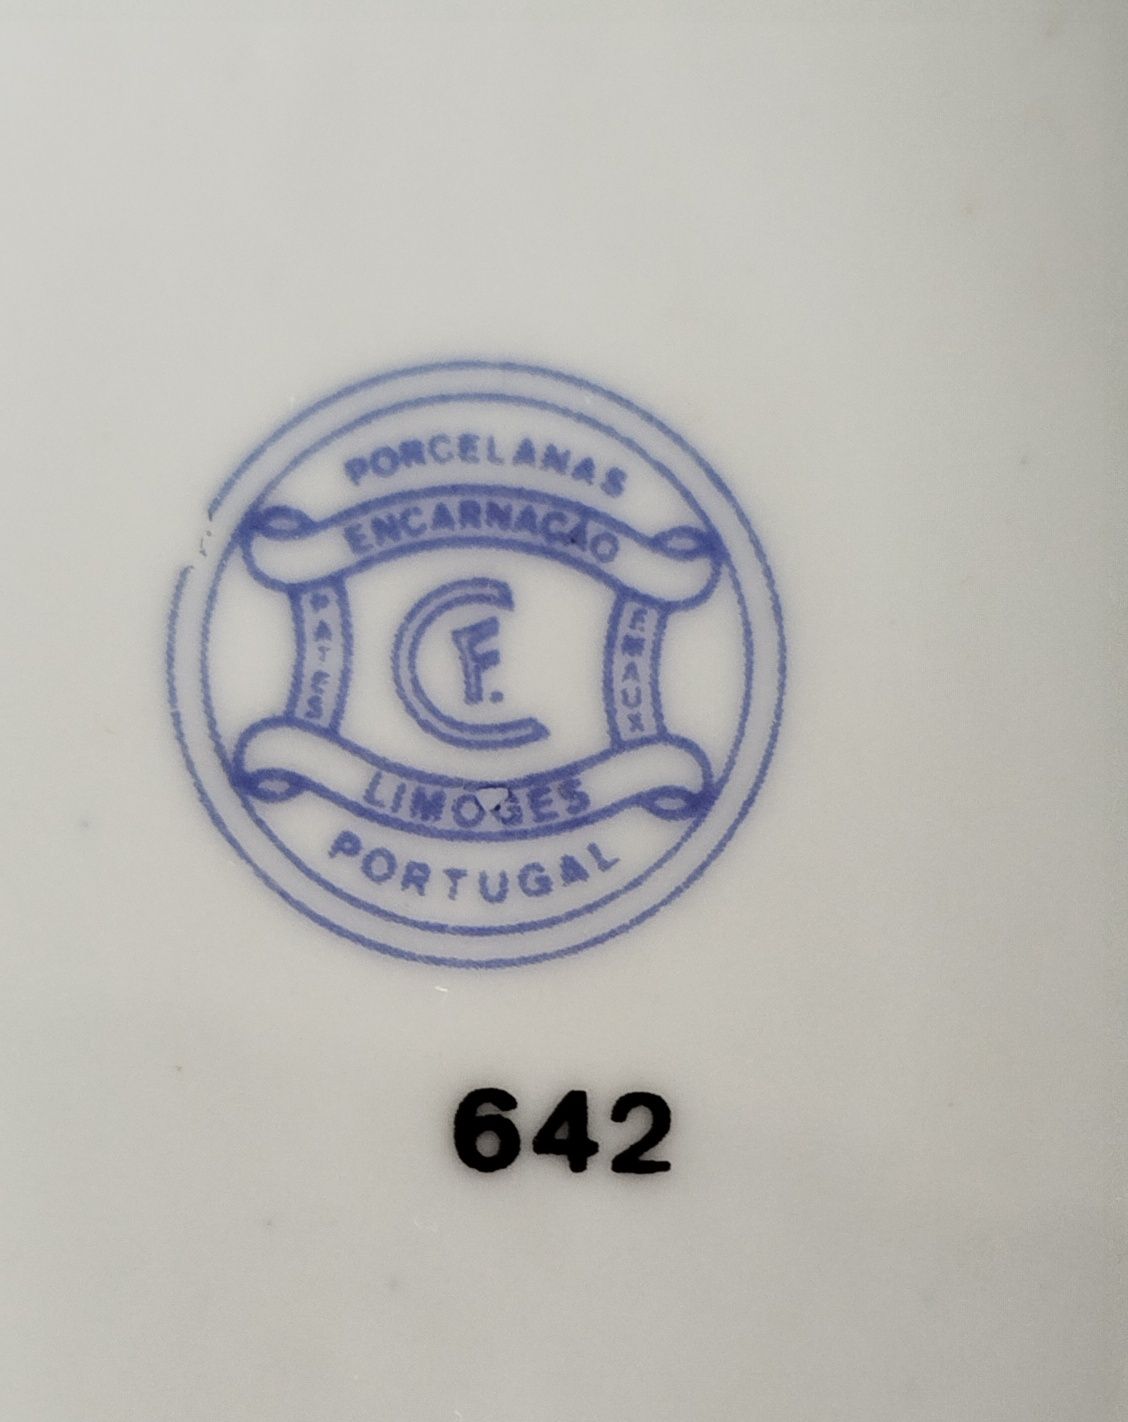 PORCELANAS
ENCARNAÇÃO
PATES
CF.
EMAUX
LIMOGES
PORTUGAL
642